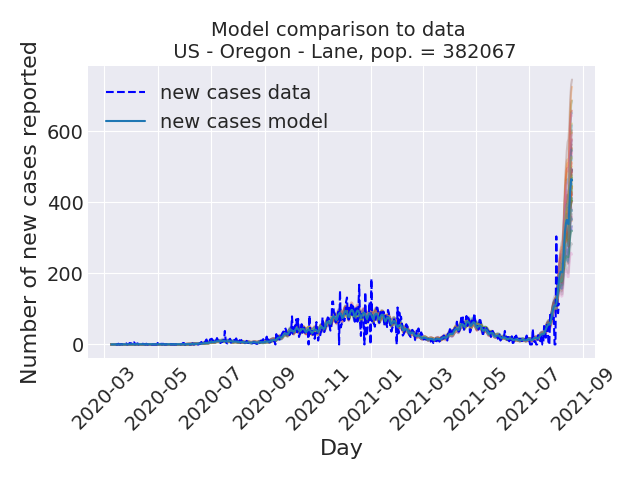 Model comparison to data
US - Oregon - Lane, pop. = 382067
new cases data
new cases model
Number of new cases reported
600
400
200
0
2020-03
2020-05
2020-07
2020-09
2020-11
2021-01
2021-03
2021-05
2021-07
2021-09
Day